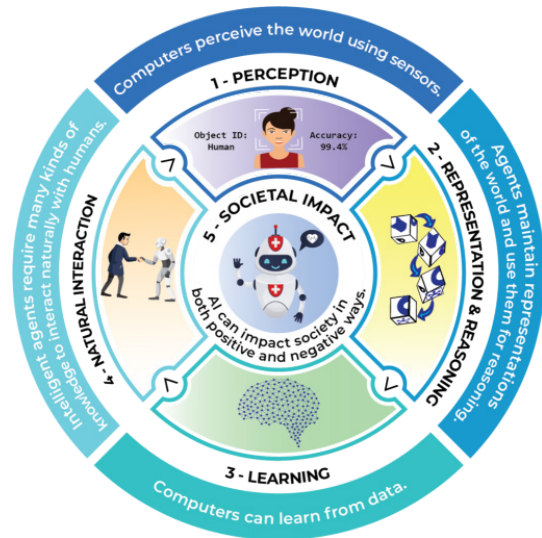 Computers perceive the world using sensors.
1 - PERCEPTION
Object ID:
Human
Accuracy:
99.4%
Agents maintain representations
of the world and use them for reasoning.
2 - REPRESENTATION & REASONING
3 - LEARNING
Computers can learn from data.
Intelligent agents require many kinds of
knowledge to interact naturally with humans.
4 - NATURAL INTERACTION
5 - SOCIETAL IMPACT
AI can impact society in
both positive and negative ways.